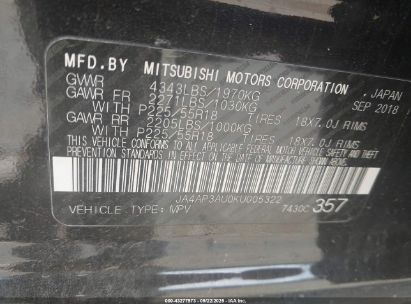 MFD.BY MITSUBISHI MOTORS CORPORATION, JAPAN
GVWR 4343LBS/1970KG SEP 2018
GAWR FR 2271LBS/1030KG
WITH P225/55R18 TIRES 18X7.0J RIMS
GAWR RR 2205LBS/1000KG
WITH P225/55R18 TIRES 18X7.0J RIMS
THIS VEHICLE CONFORMS TO ALL APPLICABLE FEDERAL
MOTOR VEHICLE SAFETY, BUMPER, AND THEFT
PREVENTION STANDARDS IN EFFECT ON THE DATE OF
MANUFACTURE SHOWN ABOVE.
JA4AP3AU0KU005322
VEHICLE TYPE: MPV 7430C 357